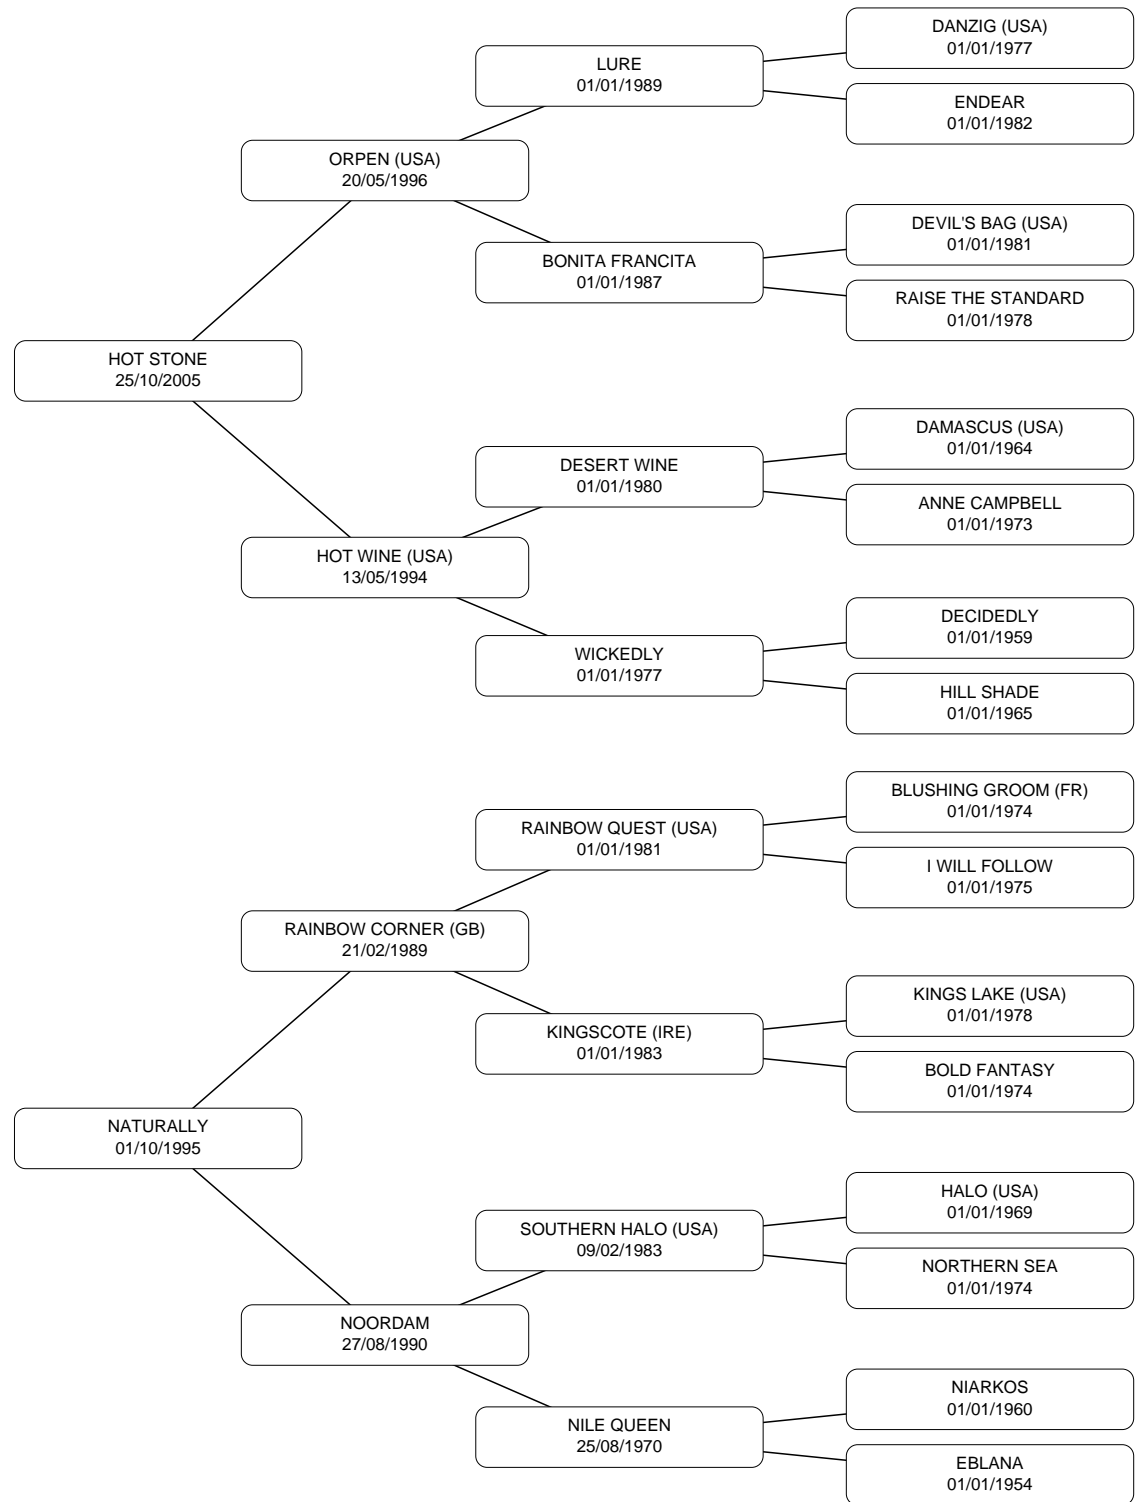 DANZIG (USA)
01/01/1977
LURE
01/01/1989
ENDEAR
01/01/1982
ORPEN (USA)
20/05/1996
DEVIL'S BAG (USA)
01/01/1981
BONITA FRANCITA
01/01/1987
RAISE THE STANDARD
01/01/1978
HOT STONE
25/10/2005
DAMASCUS (USA)
01/01/1964
DESERT WINE
01/01/1980
ANNE CAMPBELL
01/01/1973
HOT WINE (USA)
13/05/1994
DECIDEDLY
01/01/1959
WICKEDLY
01/01/1977
HILL SHADE
01/01/1965
BLUSHING GROOM (FR)
01/01/1974
RAINBOW QUEST (USA)
01/01/1981
I WILL FOLLOW
01/01/1975
RAINBOW CORNER (GB)
21/02/1989
KINGS LAKE (USA)
01/01/1978
KINGSCOTE (IRE)
01/01/1983
BOLD FANTASY
01/01/1974
NATURALLY
01/10/1995
HALO (USA)
01/01/1969
SOUTHERN HALO (USA)
09/02/1983
NORTHERN SEA
01/01/1974
NOORDAM
27/08/1990
NIARKOS
01/01/1960
NILE QUEEN
25/08/1970
EBLANA
01/01/1954